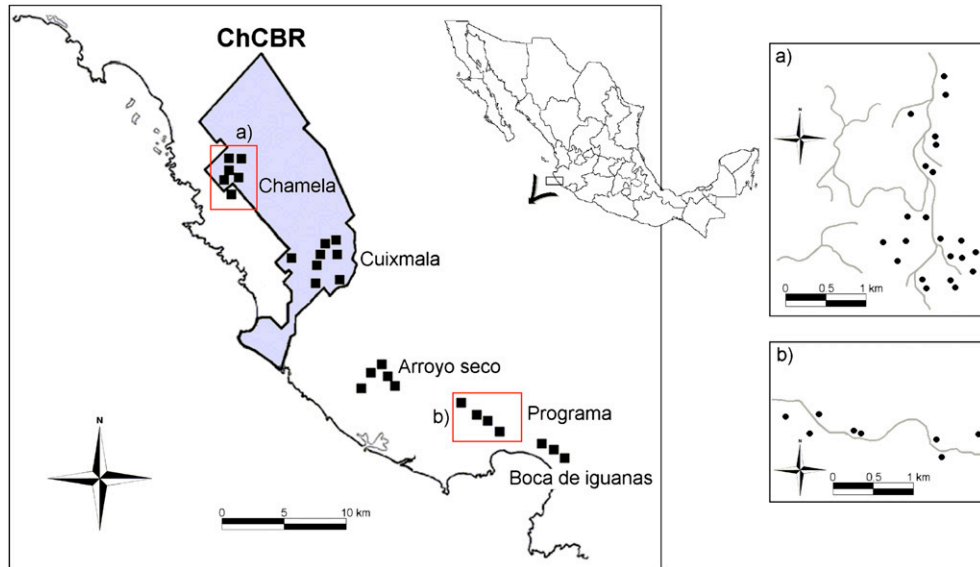 ChCBR
a)
Chamela
Cuixmala
Arroyo seco
b)
Programa
Boca de iguanas
N
0 5 10 km
a)
N
0 0.5 1 km
b)
N
0 0.5 1 km